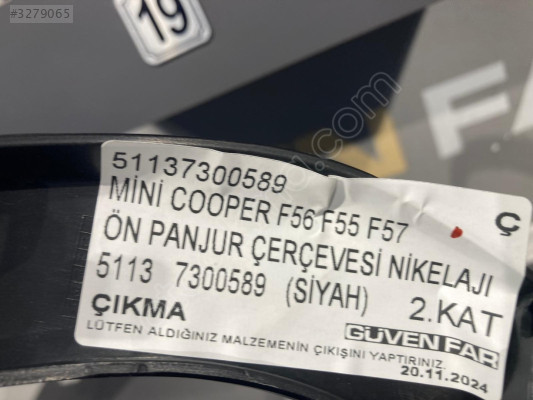 #3279065
19
51137300589
MİNİ COOPER F56 F55 F57 Ç
ÖN PANJUR ÇERÇEVESİ NİKELAJI
5113 7300589 (SİYAH) 2.KAT
ÇIKMA
GÜVEN FAR
LÜTFEN ALDIĞINIZ MALZEMENİN ÇIKIŞINI YAPTIRINIZ.
20.11.2024